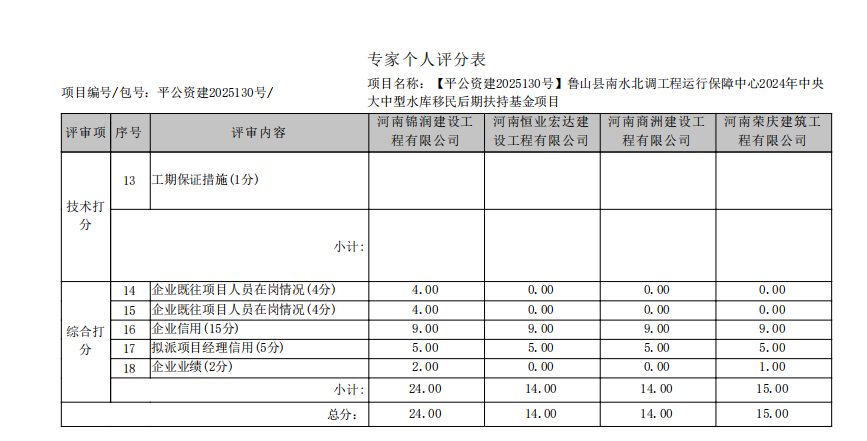 专家个人评分表
项目编号/包号：平公资建2025130号/
项目名称：【平公资建2025130号】鲁山县南水北调工程运行保障中心2024年中央
大中型水库移民后期扶持基金项目
评审项 序号 评审内容 河南锦润建设工程有限公司 河南恒业宏达建设工程有限公司 河南商洲建设工程有限公司 河南荣庆建筑工程有限公司
技术打分
13 工期保证措施(1分)
小计:
综合打分
14 企业既往项目人员在岗情况(4分) 4.00 0.00 0.00 0.00
15 企业既往项目人员在岗情况(4分) 4.00 0.00 0.00 0.00
16 企业信用(15分) 9.00 9.00 9.00 9.00
17 拟派项目经理信用(5分) 5.00 5.00 5.00 5.00
18 企业业绩(2分) 2.00 0.00 0.00 1.00
小计: 24.00 14.00 14.00 15.00
总分： 24.00 14.00 14.00 15.00